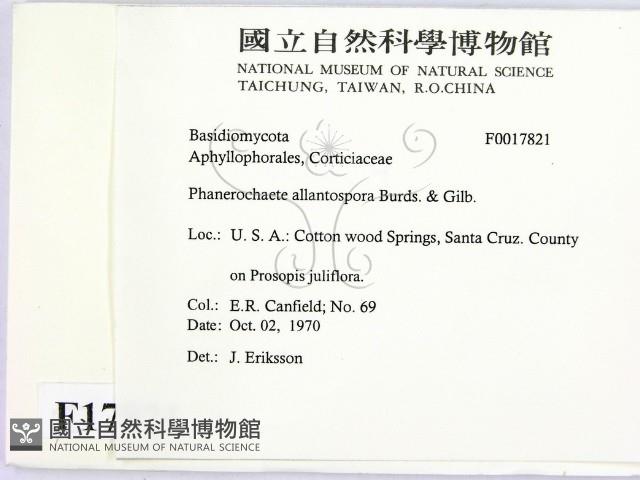 國立自然科學博物館
NATIONAL MUSEUM OF NATURAL SCIENCE
TAICHUNG, TAIWAN, R.O.CHINA
Basidiomycota F0017821
Aphyllophorales, Corticiaceae
Phanerochaete allantospora Burds. & Gilb.
Loc.: U. S. A.: Cotton wood Springs, Santa Cruz. County
on Prosopis juliflora.
Col.: E.R. Canfield; No. 69
Date: Oct. 02, 1970
Det.: J. Eriksson
F17
國立自然科學博物館
NATIONAL MUSEUM OF NATURAL SCIENCE